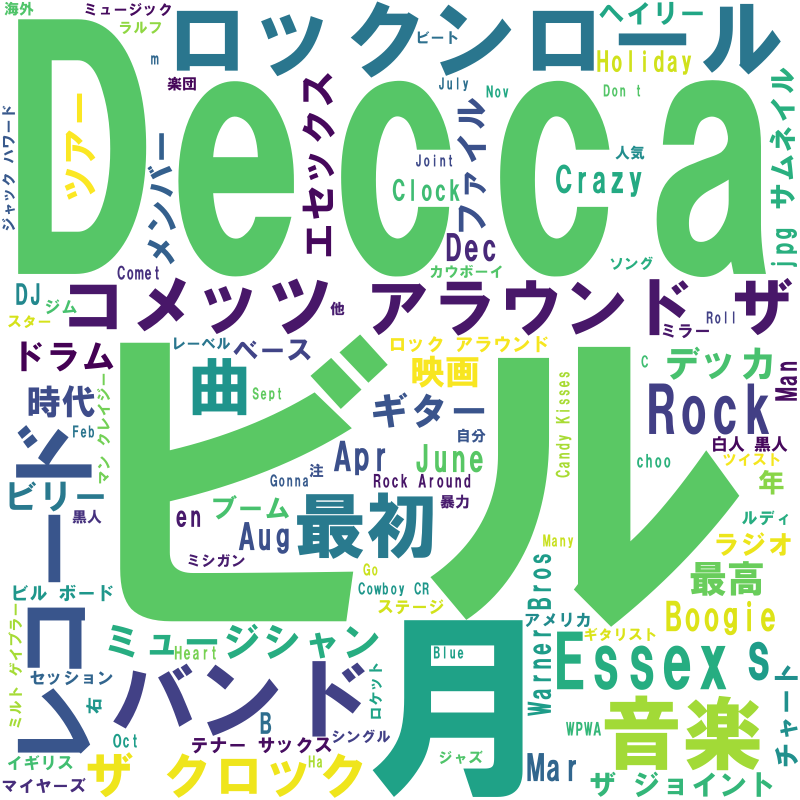 海外
ミュージック
ラルフ
ロックンロール
ヘイリー
ビート
m
楽団
July
Nov
Holiday
Don t
Decca
ツアー
ジャック ハワード
メンバー
エセックス
ファイル
Joint
Clock
人気
Crazy
jpg サムネイル
Dec
カウボーイ
ソング
Comet
DJ
ジム
スター
コメッツ
他
アラウンド ザ
ミラー
Roll
ドラム
レーベル
ベース
ロック アラウンド
映画
C
デッカ
Man
ビル
曲
Sept
時代
マン クレイジー
Feb
ギター
自分
Candy Kisses
Rock
白人 黒人
ツイスト
choo
年
レコード
ビリー
黒人
Apr
June
Gonna
注
Rock Around
暴力
en
ブーム
Aug
最初
ミシガン
Many
ルディ
ラジオ
Go
Cowboy CR
最高
ビル ボード
ステージ
Warner Bros
アメリカ
Boogie
ギタリスト
ミルト ゲイブラー
ミュージシャン
Heart
月
Blue
Essex
s
チャート
セッション
右
バンド
B
ロケット
Oct
テナー サックス
シングル
WPWA
音楽
イギリス
ジャズ
マイヤーズ
ザ クロック
Ha
Mar
ザ ジョイント